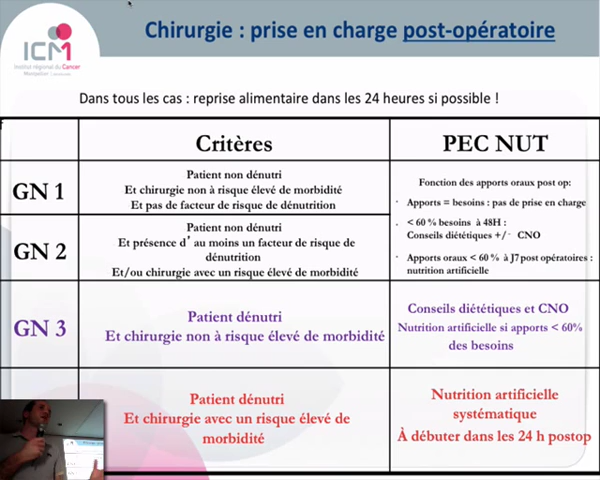 ICM
Institut régional du Cancer
Montpellier
Chirurgie : prise en charge post-opératoire
Dans tous les cas : reprise alimentaire dans les 24 heures si possible !
Critères
PEC NUT
GN 1
Patient non dénutri
Et chirurgie non à risque élevé de morbidité
Et pas de facteur de risque de dénutrition
GN 2
Patient non dénutri
Et présence d’au moins un facteur de risque de
dénutrition
Et/ou chirurgie avec un risque élevé de morbidité
Fonction des apports oraux post op:
· Apports = besoins : pas de prise en charge
· < 60 % besoins à 48H :
Conseils diététiques +/- CNO
· Apports oraux < 60 % à J7 post opératoires :
nutrition artificielle
GN 3
Patient dénutri
Et chirurgie non à risque élevé de morbidité
Conseils diététiques et CNO
Nutrition artificielle si apports < 60%
des besoins
Patient dénutri
Et chirurgie avec un risque élevé de
morbidité
Nutrition artificielle
systématique
À débuter dans les 24 h postop